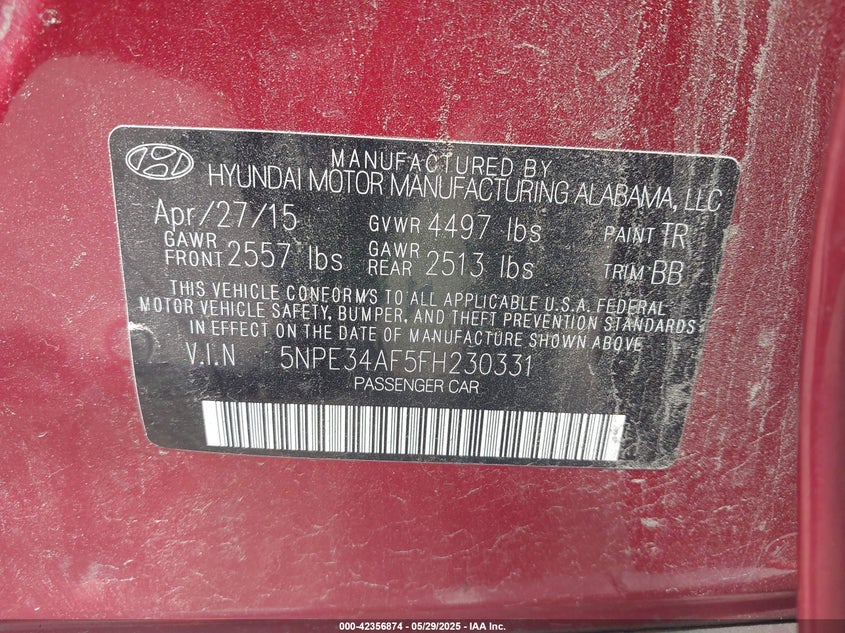 MANUFACTURED BY
HYUNDAI MOTOR MANUFACTURING ALABAMA, LLC
Apr/27/15 GVWR 4497 lbs PAINT TR
GAWR FRONT 2557 lbs GAWR REAR 2513 lbs TRIM BB
THIS VEHICLE CONFORMS TO ALL APPLICABLE U.S.A. FEDERAL
MOTOR VEHICLE SAFETY, BUMPER, AND THEFT PREVENTION STANDARDS
IN EFFECT ON THE DATE OF MANUFACTURE SHOWN ABOVE
V.I.N 5NPE34AF5FH230331
PASSENGER CAR
000-42356874 / 05/29/2025 - IAA Inc.